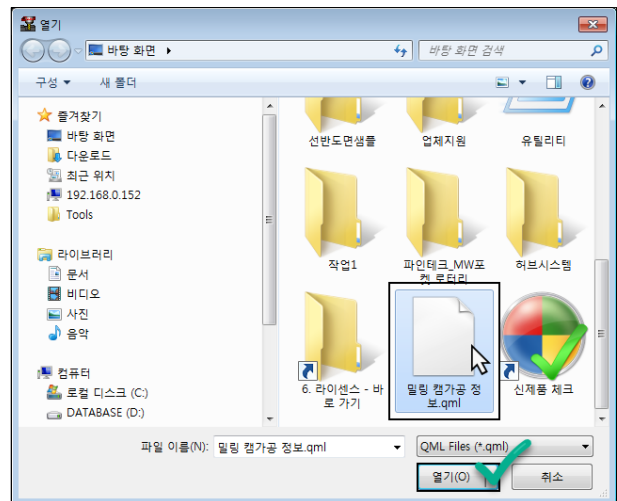 열기
바탕 화면
바탕 화면 검색
구성
새 폴더
즐겨찾기
바탕 화면
다운로드
최근 위치
192.168.0.152
Tools
라이브러리
문서
비디오
사진
음악
컴퓨터
로컬 디스크 (C:)
DATABASE (D:)
선반도면샘플
업체지원
유틸리티
작업1
파인테크_MW포
켓 로터리
허브시스템
6. 라이센스 - 바
로 가기
밀링 캠가공 정
보.qml
신제품 체크
파일 이름(N):
밀링 캠가공 정보.qml
QML Files (*.qml)
열기(O)
취소